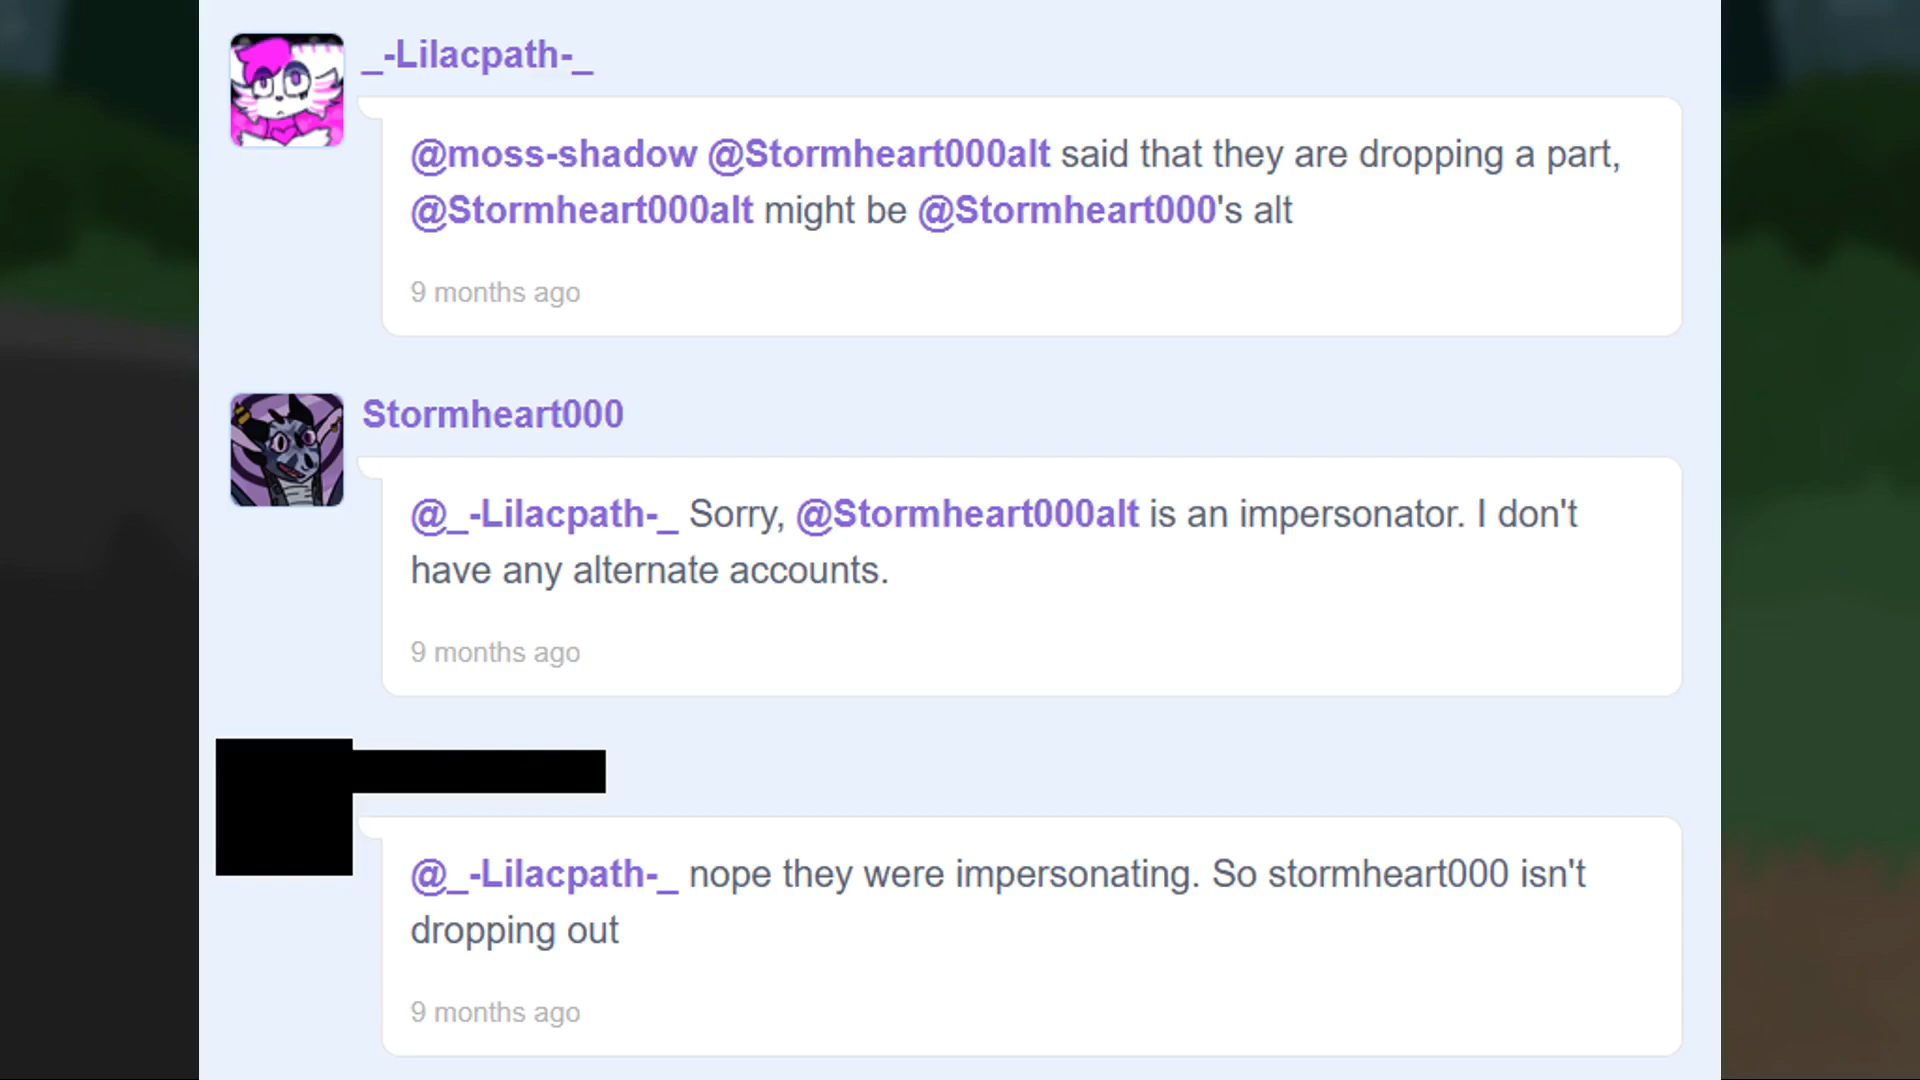 _-Lilacpath-_
@moss-shadow @Stormheart000alt said that they are dropping a part,
@Stormheart000alt might be @Stormheart000's alt
9 months ago
Stormheart000
@_-Lilacpath-_ Sorry, @Stormheart000alt is an impersonator. I don't
have any alternate accounts.
9 months ago
@_-Lilacpath-_ nope they were impersonating. So stormheart000 isn't
dropping out
9 months ago